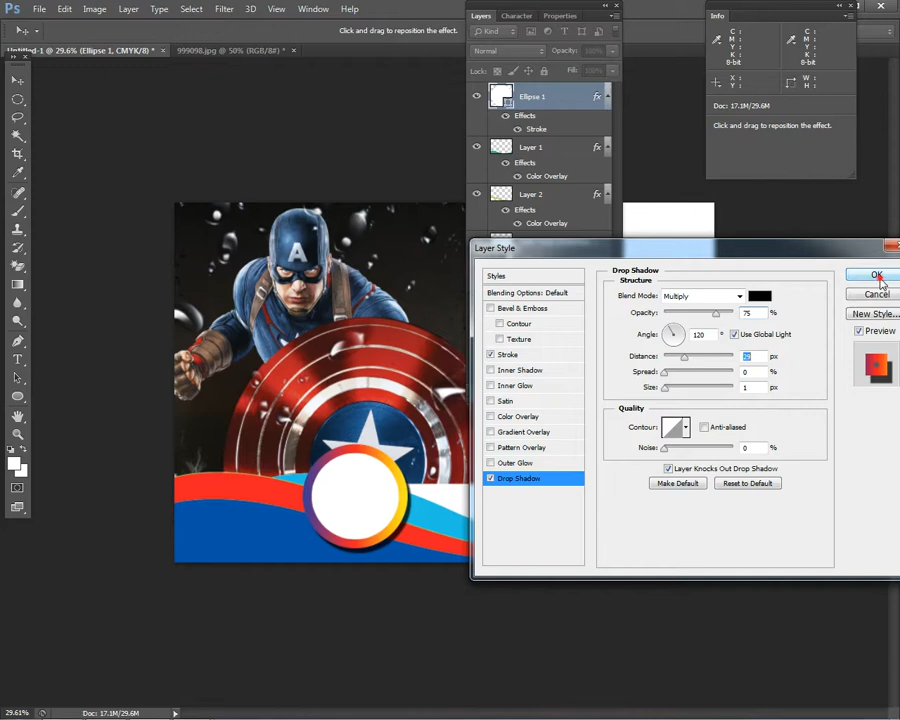 Ps File Edit Image Layer Type Select Filter 3D View Window Help
Click and drag to reposition the effect.
Untitled-1 @ 29.6% (Ellipse 1, CMYK/8) * ×
999098.jpg @ 50% (RGB/8#) * ×
Layers Character Properties
Kind
Normal Opacity: 100%
Lock: Fill: 100%
Ellipse 1 fx
Effects
Stroke
Layer 1 fx
Effects
Color Overlay
Layer 2 fx
Effects
Color Overlay
Info
C : C :
M : M :
Y : Y :
K : K :
8-bit 8-bit
X : W :
Y : H :
Doc: 17.1M/29.6M
Click and drag to reposition the effect.
A
Layer Style
Styles
Blending Options: Default
Bevel & Emboss
Contour
Texture
Stroke
Inner Shadow
Inner Glow
Satin
Color Overlay
Gradient Overlay
Pattern Overlay
Outer Glow
Drop Shadow
Drop Shadow
Structure
Blend Mode: Multiply
Opacity: 75 %
Angle: 120 ° Use Global Light
Distance: 29 px
Spread: 0 %
Size: 1 px
Quality
Contour: Anti-aliased
Noise: 0 %
Layer Knocks Out Drop Shadow
Make Default Reset to Default
OK
Cancel
New Style...
Preview
29.61% Doc: 17.1M/29.6M